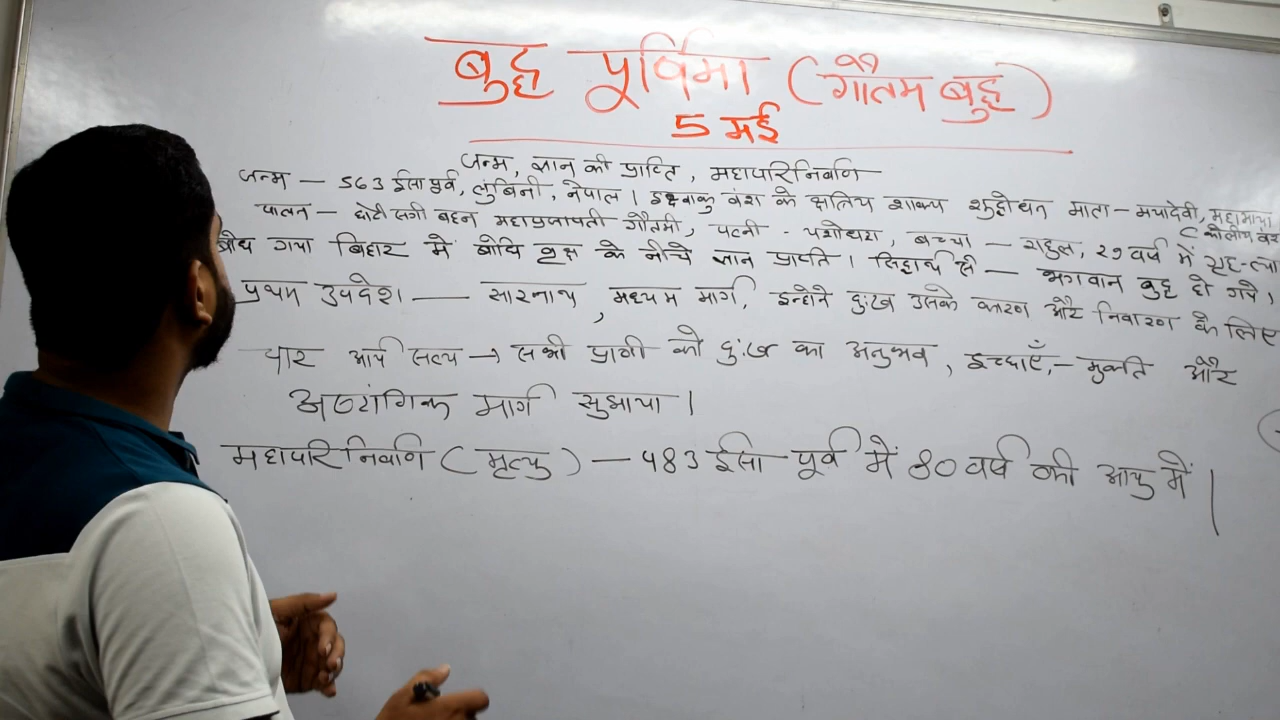 बुद्ध पूर्णिमा (गौतम बुद्ध)
5 मई
जन्म, ज्ञान की प्राप्ति, महापरिनिर्वाण
जन्म – 563 ईसा पूर्व, लुंबिनी, नेपाल । इक्ष्वाकु वंश के क्षत्रिय शाक्य शुद्दोधन माता – मयादेवी, महामाया
( कोलीय वंश
पालन – छोटी सगी बहन महाप्रजापती गौतमी, पत्नी - यशोधरा, बच्चा – राहुल, 29 वर्ष में गृह-त्या
बोध गया बिहार में बोधि वृक्ष के नीचे ज्ञान प्राप्ति । सिद्धार्थ से – भगवान बुद्ध हो गये,
प्रथम उपदेश – सारनाथ, मध्यम मार्ग, इन्होंने दुःख उसके कारण और निवारण के लिए
चार आर्य सत्य → सभी प्राणी को दुःख का अनुभव, इच्छाएँ, – मुक्ति और
अष्टांगिक मार्ग सुझाया ।
महापरिनिर्वाण (मृत्यु) – 483 ईसा पूर्व में 80 वर्ष की आयु में ।